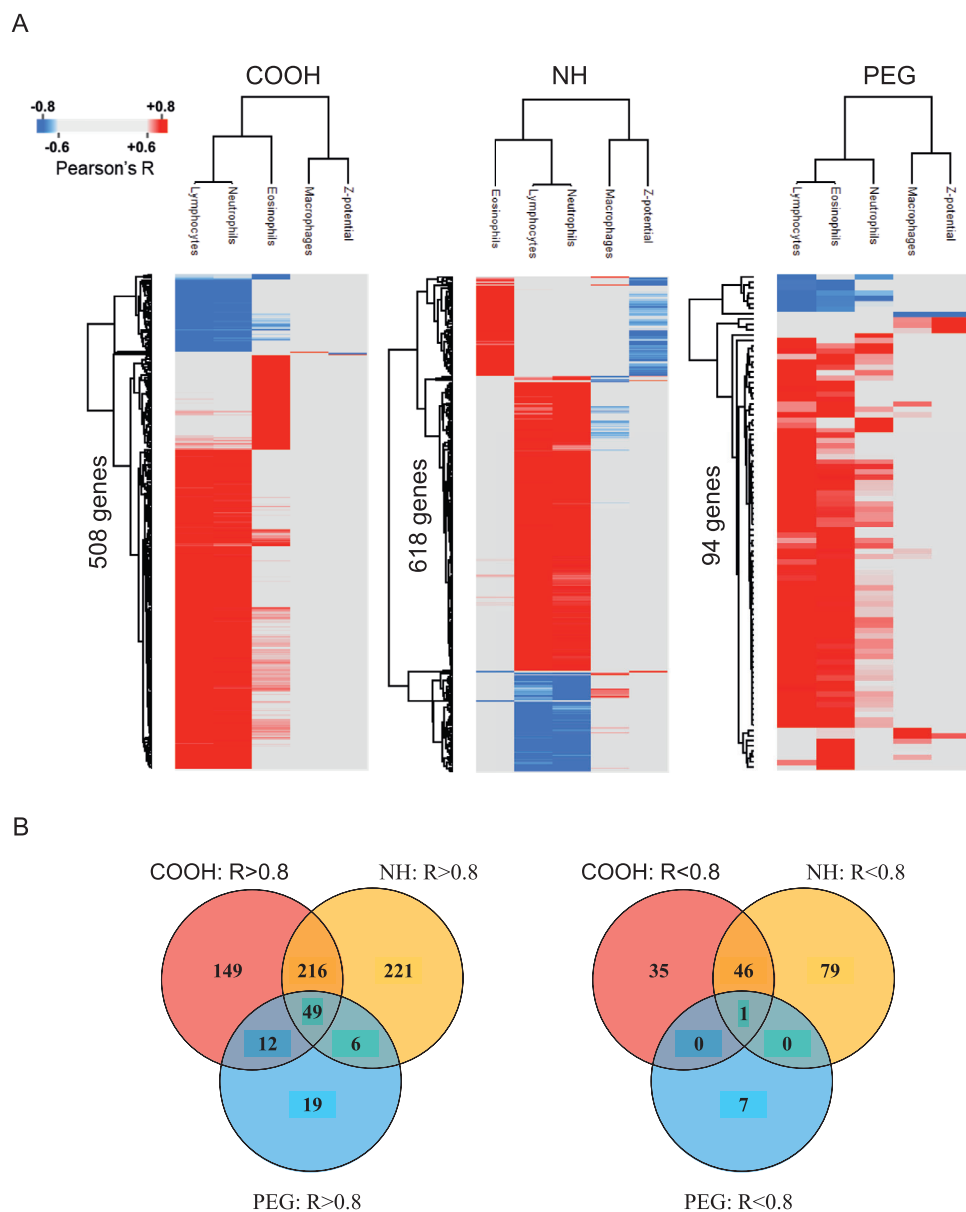 A
COOH
NH
PEG
-0.8 +0.8
-0.6 +0.6
Pearson's R
Lymphocytes
Neutrophils
Eosinophils
Macrophages
Z-potential
Eosinophils
Lymphocytes
Neutrophils
Macrophages
Z-potential
Lymphocytes
Eosinophils
Neutrophils
Macrophages
Z-potential
508 genes
618 genes
94 genes
B
COOH: R>0.8
NH: R>0.8
149
216
221
49
12
6
19
PEG: R>0.8
COOH: R<0.8
NH: R<0.8
35
46
79
1
0
0
7
PEG: R<0.8